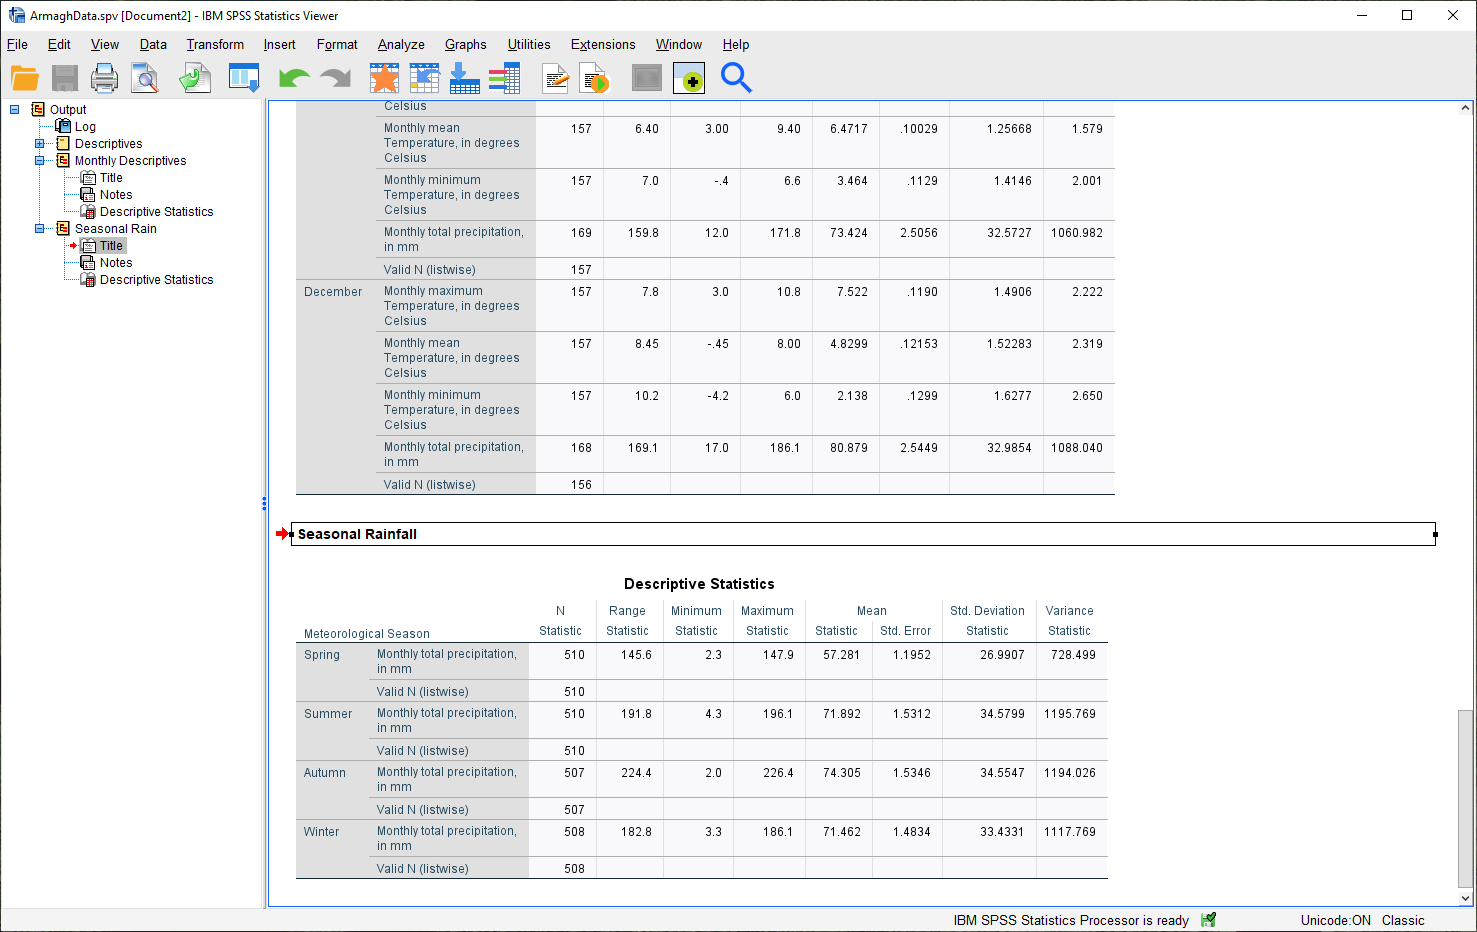 ArmaghData.spv [Document2] - IBM SPSS Statistics Viewer
File Edit View Data Transform Insert Format Analyze Graphs Utilities Extensions Window Help
Output
Log
Descriptives
Monthly Descriptives
Title
Notes
Descriptive Statistics
Seasonal Rain
Title
Notes
Descriptive Statistics
Celsius
Monthly mean 157 6.40 3.00 9.40 6.4717 .10029 1.25668 1.579
Temperature, in degrees
Celsius
Monthly minimum 157 7.0 -.4 6.6 3.464 .1129 1.4146 2.001
Temperature, in degrees
Celsius
Monthly total precipitation, 169 159.8 12.0 171.8 73.424 2.5056 32.5727 1060.982
in mm
Valid N (listwise) 157
December Monthly maximum 157 7.8 3.0 10.8 7.522 .1190 1.4906 2.222
Temperature, in degrees
Celsius
Monthly mean 157 8.45 -.45 8.00 4.8299 .12153 1.52283 2.319
Temperature, in degrees
Celsius
Monthly minimum 157 10.2 -4.2 6.0 2.138 .1299 1.6277 2.650
Temperature, in degrees
Celsius
Monthly total precipitation, 168 169.1 17.0 186.1 80.879 2.5449 32.9854 1088.040
in mm
Valid N (listwise) 156
Seasonal Rainfall
Descriptive Statistics
N Range Minimum Maximum Mean Std. Deviation Variance
Meteorological Season Statistic Statistic Statistic Statistic Statistic Std. Error Statistic Statistic
Spring Monthly total precipitation, 510 145.6 2.3 147.9 57.281 1.1952 26.9907 728.499
in mm
Valid N (listwise) 510
Summer Monthly total precipitation, 510 191.8 4.3 196.1 71.892 1.5312 34.5799 1195.769
in mm
Valid N (listwise) 510
Autumn Monthly total precipitation, 507 224.4 2.0 226.4 74.305 1.5346 34.5547 1194.026
in mm
Valid N (listwise) 507
Winter Monthly total precipitation, 508 182.8 3.3 186.1 71.462 1.4834 33.4331 1117.769
in mm
Valid N (listwise) 508
IBM SPSS Statistics Processor is ready Unicode:ON Classic